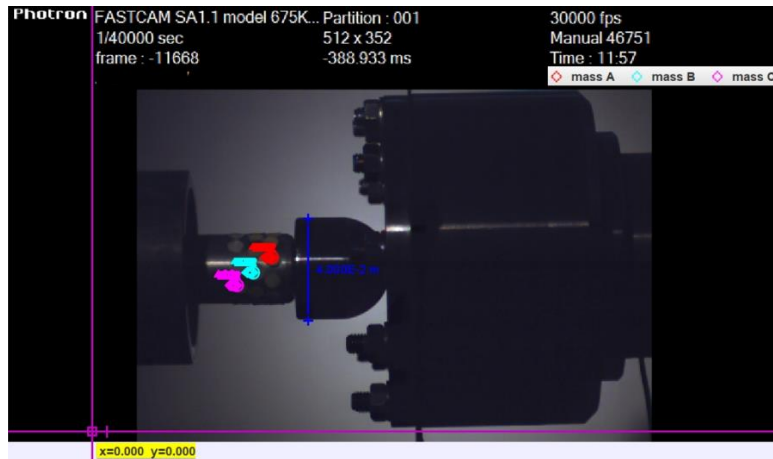 Photron FASTCAM SA1.1 model 675K... Partition : 001 30000 fps
1/40000 sec 512 x 352 Manual 46751
frame : -11668 -388.933 ms Time : 11:57
mass A mass B mass C
x=0.000 y=0.000